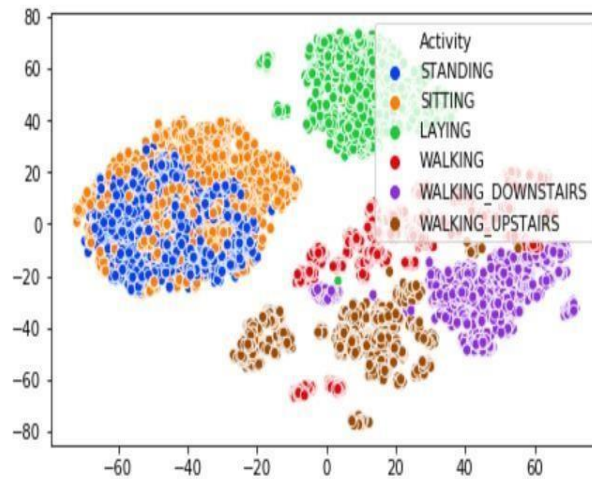 80
60
40
20
0
−20
−40
−60
−80
Activity
STANDING
SITTING
LAYING
WALKING
WALKING_DOWNSTAIRS
WALKING_UPSTAIRS
−60 −40 −20 0 20 40 60